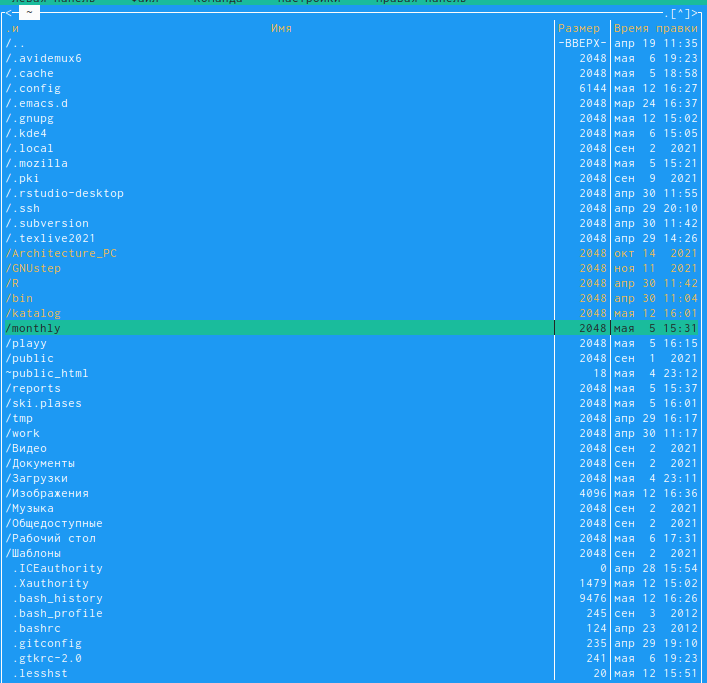 Левая панель Файл Команда Настройки Правая панель
<─ ~ ─.[^]>
.и Имя Размер Время правки
/.. -ВВЕРХ- апр 19 11:35
/.avidemux6 2048 мая 6 19:23
/.cache 2048 мая 5 18:58
/.config 6144 мая 12 16:27
/.emacs.d 2048 мар 24 16:37
/.gnupg 2048 мая 12 15:02
/.kde4 2048 мая 6 15:05
/.local 2048 сен 2 2021
/.mozilla 2048 мая 5 15:21
/.pki 2048 сен 9 2021
/.rstudio-desktop 2048 апр 30 11:55
/.ssh 2048 апр 29 20:10
/.subversion 2048 апр 30 11:42
/.texlive2021 2048 апр 29 14:26
/Architecture_PC 2048 окт 14 2021
/GNUstep 2048 ноя 11 2021
/R 2048 апр 30 11:42
/bin 2048 апр 30 11:04
/katalog 2048 мая 12 16:01
/monthly 2048 мая 5 15:31
/playy 2048 мая 5 16:15
/public 2048 сен 1 2021
~public_html 18 мая 4 23:12
/reports 2048 мая 5 15:37
/ski.plases 2048 мая 5 16:01
/tmp 2048 апр 29 16:17
/work 2048 апр 30 11:17
/Видео 2048 сен 2 2021
/Документы 2048 сен 2 2021
/Загрузки 2048 мая 4 23:11
/Изображения 4096 мая 12 16:36
/Музыка 2048 сен 2 2021
/Общедоступные 2048 сен 2 2021
/Рабочий стол 2048 мая 6 17:31
/Шаблоны 2048 сен 2 2021
.ICEauthority 0 апр 28 15:54
.Xauthority 1479 мая 12 15:02
.bash_history 9476 мая 12 16:26
.bash_profile 245 сен 3 2012
.bashrc 124 апр 23 2012
.gitconfig 235 апр 29 19:10
.gtkrc-2.0 241 мая 6 19:23
.lesshst 20 мая 12 15:51